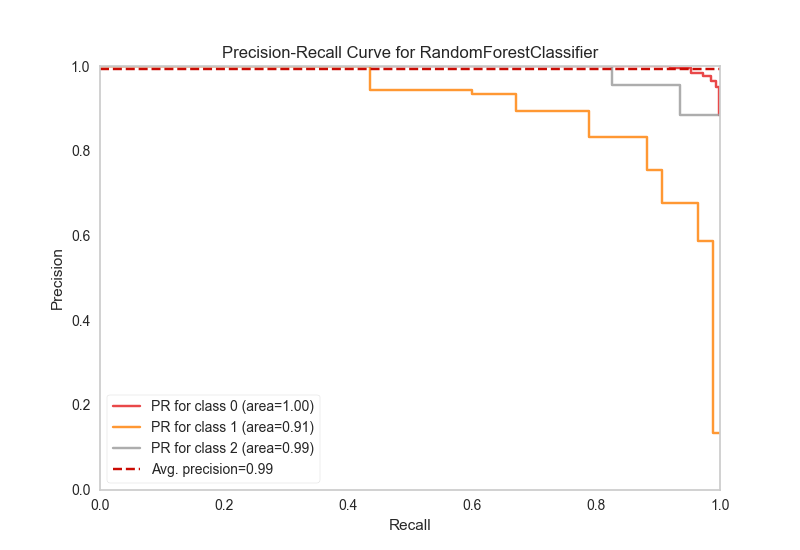 Precision-Recall Curve for RandomForestClassifier
1.0
0.8
0.6
0.4
0.2
0.0
Precision
PR for class 0 (area=1.00)
PR for class 1 (area=0.91)
PR for class 2 (area=0.99)
Avg. precision=0.99
0.0 0.2 0.4 0.6 0.8 1.0
Recall